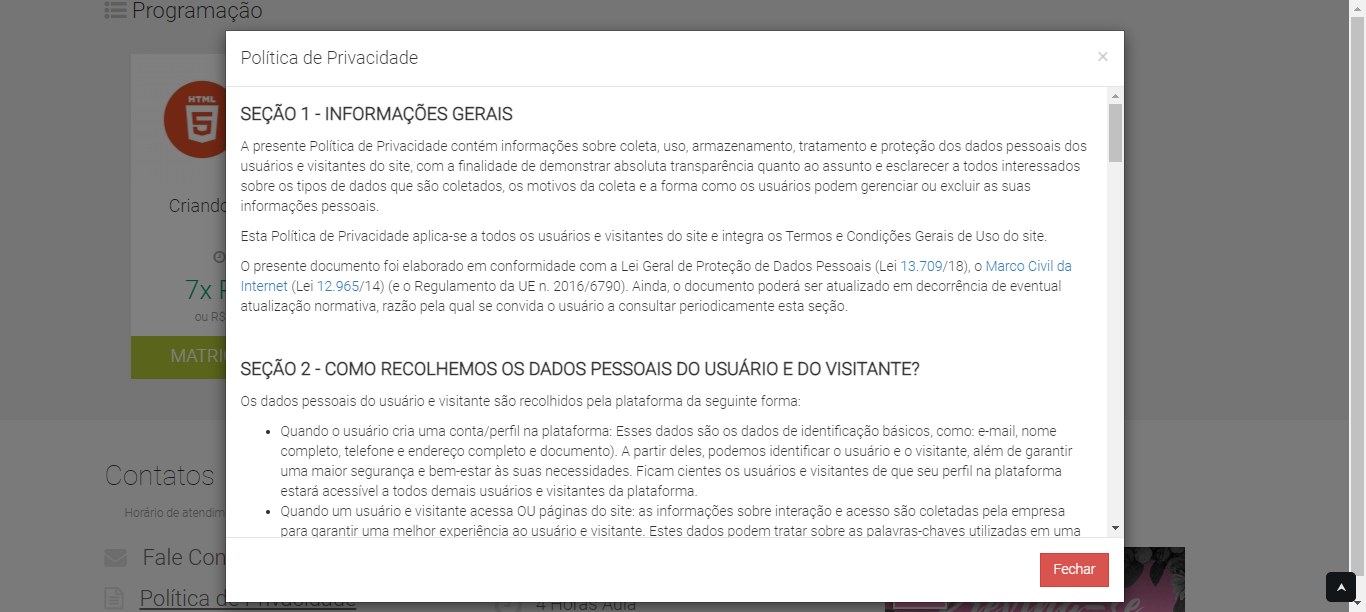 Programação
Política de Privacidade
×
HTML
5
SEÇÃO 1 - INFORMAÇÕES GERAIS
A presente Política de Privacidade contém informações sobre coleta, uso, armazenamento, tratamento e proteção dos dados pessoais dos
usuários e visitantes do site, com a finalidade de demonstrar absoluta transparência quanto ao assunto e esclarecer a todos interessados
sobre os tipos de dados que são coletados, os motivos da coleta e a forma como os usuários podem gerenciar ou excluir as suas
informações pessoais.
Criando
Esta Política de Privacidade aplica-se a todos os usuários e visitantes do site e integra os Termos e Condições Gerais de Uso do site.
O presente documento foi elaborado em conformidade com a Lei Geral de Proteção de Dados Pessoais (Lei 13.709/18), o Marco Civil da
Internet (Lei 12.965/14) (e o Regulamento da UE n. 2016/6790). Ainda, o documento poderá ser atualizado em decorrência de eventual
atualização normativa, razão pela qual se convida o usuário a consultar periodicamente esta seção.
7x
ou R$
MATRI
SEÇÃO 2 - COMO RECOLHEMOS OS DADOS PESSOAIS DO USUÁRIO E DO VISITANTE?
Os dados pessoais do usuário e visitante são recolhidos pela plataforma da seguinte forma:
• Quando o usuário cria uma conta/perfil na plataforma: Esses dados são os dados de identificação básicos, como: e-mail, nome
completo, telefone e endereço completo e documento). A partir deles, podemos identificar o usuário e o visitante, além de garantir
uma maior segurança e bem-estar às suas necessidades. Ficam cientes os usuários e visitantes de que seu perfil na plataforma
estará acessível a todos demais usuários e visitantes da plataforma.
• Quando um usuário e visitante acessa OU páginas do site: as informações sobre interação e acesso são coletadas pela empresa
para garantir uma melhor experiência ao usuário e visitante. Estes dados podem tratar sobre as palavras-chaves utilizadas em uma
Contatos
Horário de atendim
Fale Con
Fechar
Política de Privacidade
4 Horas Aula